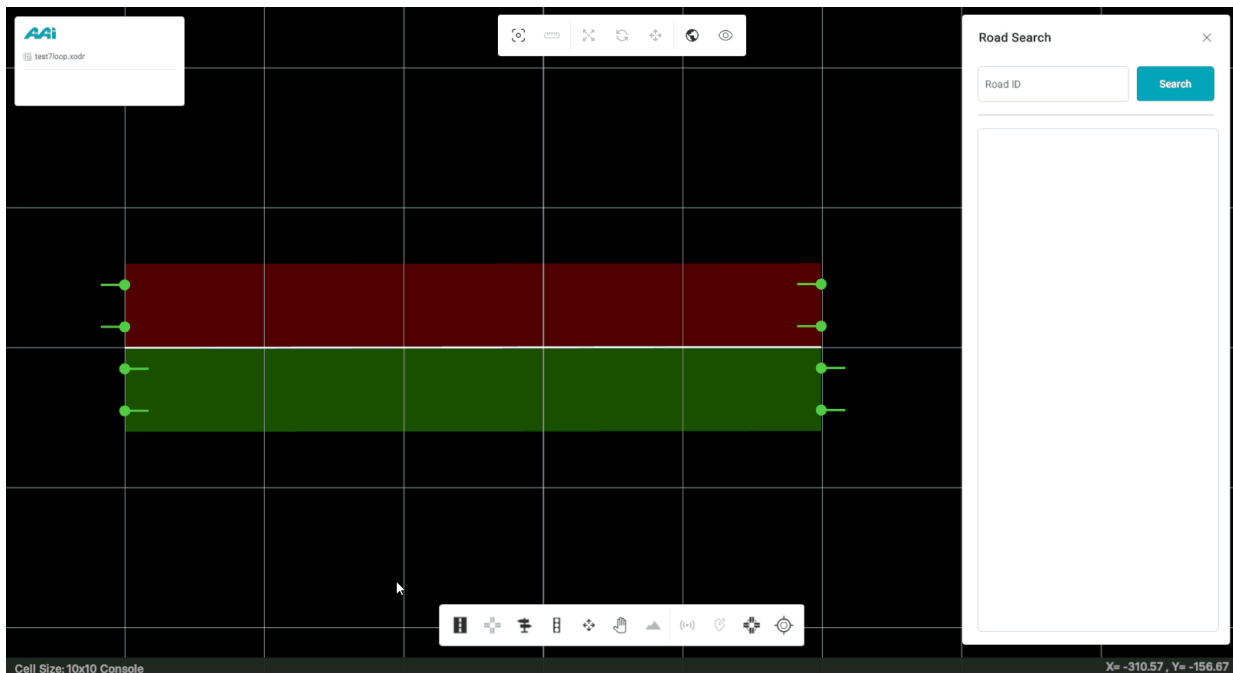 AAi
test7loop.xodr
Road Search
Road ID
Search
Cell Size:10x10 Console
X= -310.57 , Y= -156.67